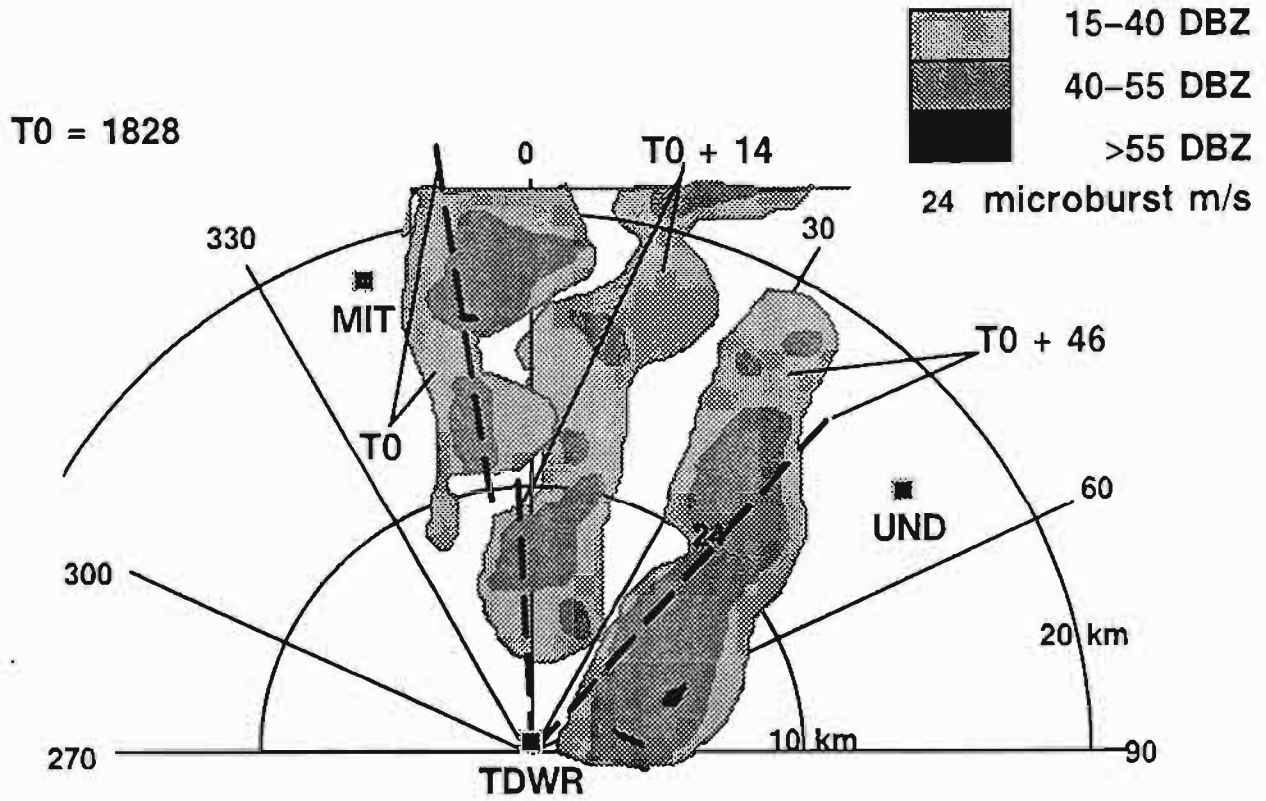 15–40 DBZ
40–55 DBZ
>55 DBZ
24 microburst m/s
T0 = 1828
0
T0 + 14
330
30
MIT
T0 + 46
T0
60
UND
24
300
20 km
10 km
270
90
TDWR